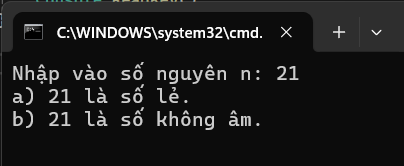 C:\WINDOWS\system32\cmd.
Nhập vào số nguyên n: 21
a) 21 là số lẻ.
b) 21 là số không âm.